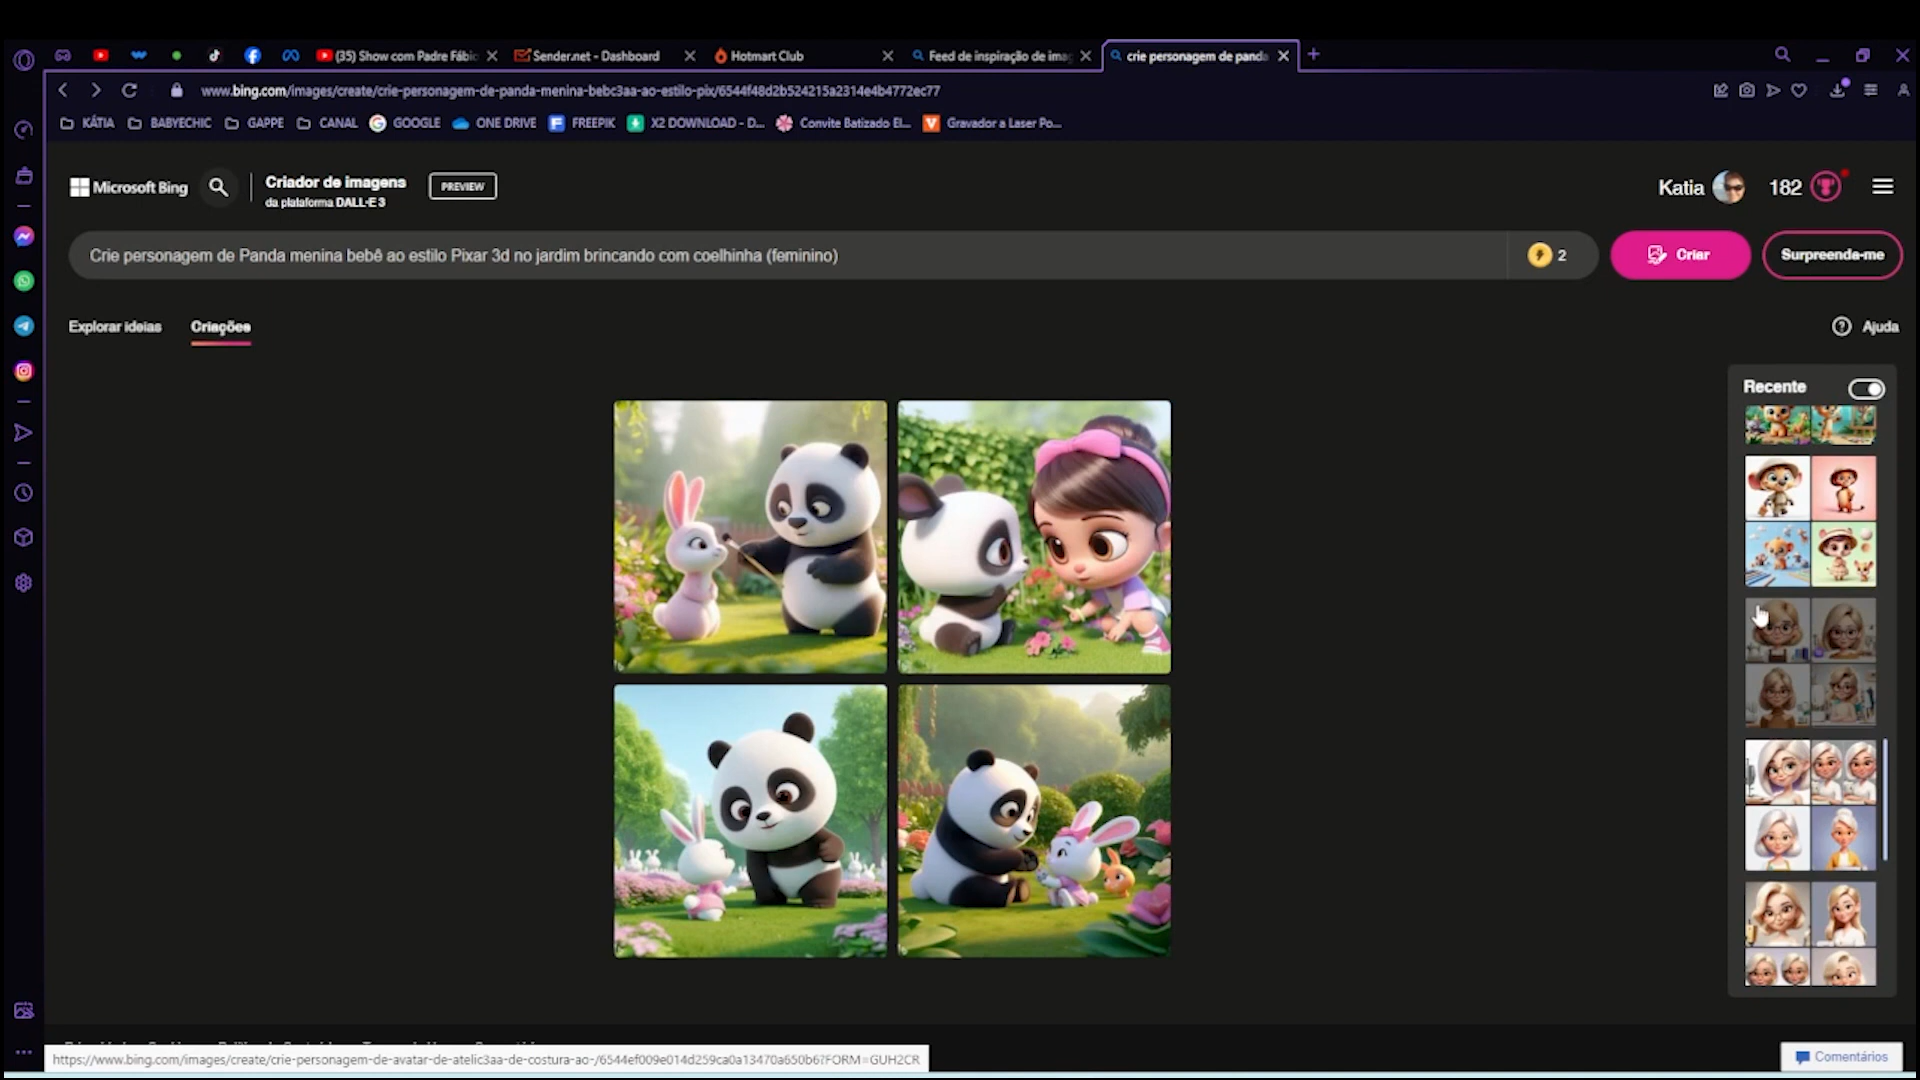 (35) Show com Padre Fábio
Sender.net - Dashboard
Hotmart Club
Feed de inspiração de imag
crie personagem de panda
www.bing.com/images/create/crie-personagem-de-panda-menina-bebc3aa-ao-estilo-pix/6544f48d2b524215a2314e4b4772ec77
KÁTIA
BABYECHIC
GAPPE
CANAL
GOOGLE
ONE DRIVE
FREEPIK
X2 DOWNLOAD - D...
Convite Batizado El...
Gravador a Laser Po...
Microsoft Bing
Criador de imagens
da plataforma DALL·E 3
PREVIEW
Katia
182
Crie personagem de Panda menina bebê ao estilo Pixar 3d no jardim brincando com coelhinha (feminino)
2
Criar
Surpreenda-me
Explorar ideias
Criações
Ajuda
Recente
https://www.bing.com/images/create/crie-personagem-de-avatar-de-atelic3aa-de-costura-ao-/6544ef009e014d259ca0a13470a650b6?FORM=GUH2CR
Comentários